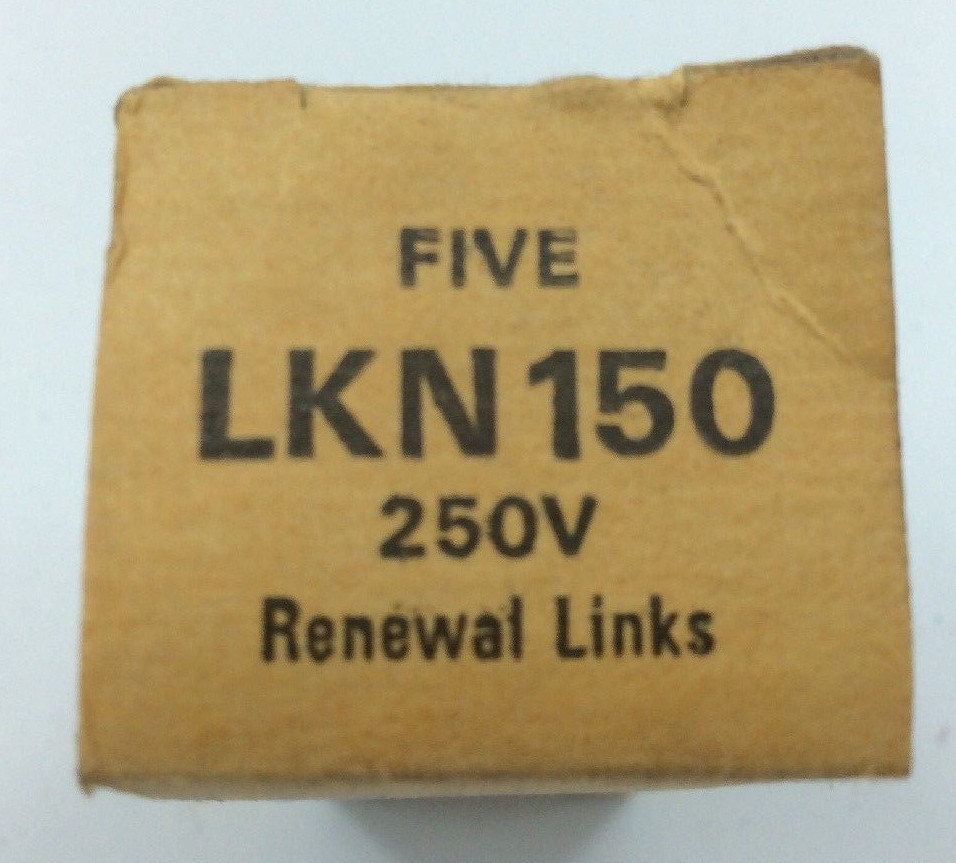 FIVE
LKN150
250V
Renewal Links